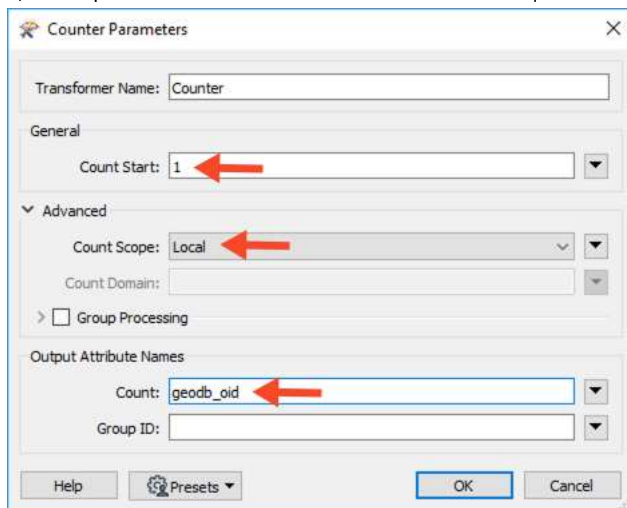 Counter Parameters
Transformer Name: Counter
General
Count Start: 1
Advanced
Count Scope: Local
Count Domain:
Group Processing
Output Attribute Names
Count: geodb_oid
Group ID:
Help Presets OK Cancel